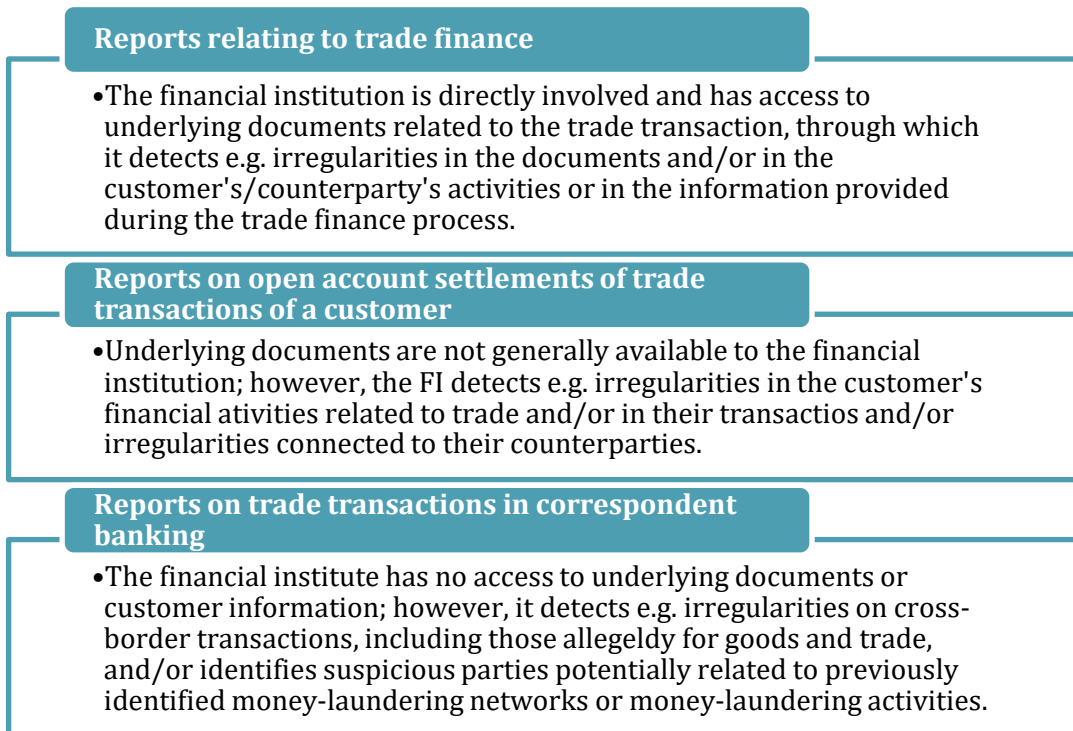 Reports relating to trade finance
•The financial institution is directly involved and has access to
underlying documents related to the trade transaction, through which
it detects e.g. irregularities in the documents and/or in the
customer's/counterparty's activities or in the information provided
during the trade finance process.
Reports on open account settlements of trade
transactions of a customer
•Underlying documents are not generally available to the financial
institution; however, the FI detects e.g. irregularities in the customer's
financial ativities related to trade and/or in their transactios and/or
irregularities connected to their counterparties.
Reports on trade transactions in correspondent
banking
•The financial institute has no access to underlying documents or
customer information; however, it detects e.g. irregularities on cross-
border transactions, including those allegeldy for goods and trade,
and/or identifies suspicious parties potentially related to previously
identified money-laundering networks or money-laundering activities.